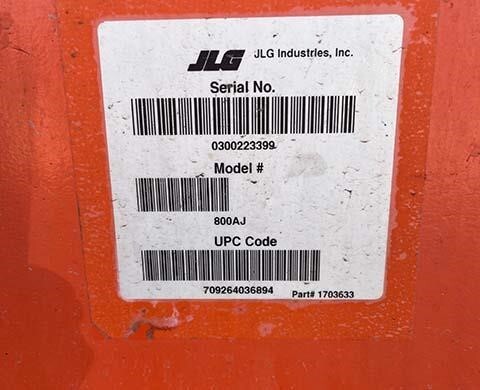 JLG JLG Industries, Inc.
Serial No.
0300223399
Model #
800AJ
UPC Code
709264036894 Part# 1703633